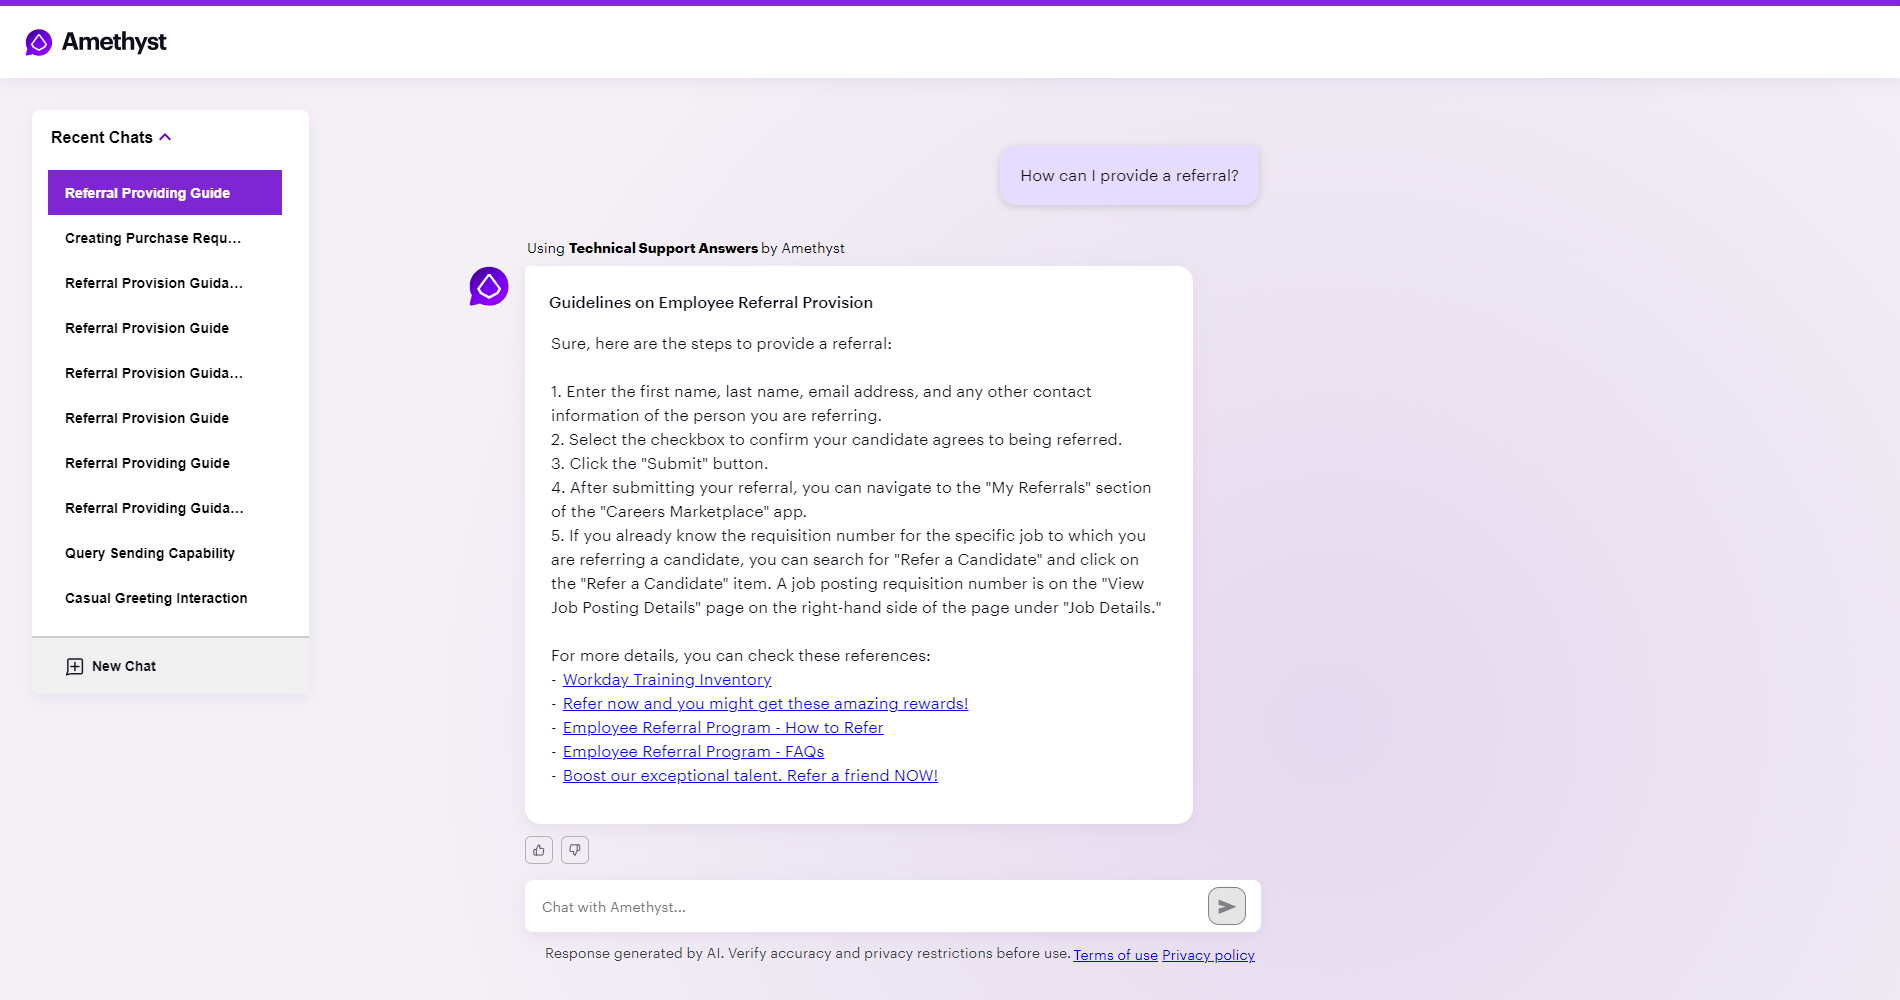 Amethyst
Recent Chats
Referral Providing Guide
Creating Purchase Requ...
Referral Provision Guida...
Referral Provision Guide
Referral Provision Guida...
Referral Provision Guide
Referral Providing Guide
Referral Providing Guida...
Query Sending Capability
Casual Greeting Interaction
New Chat
How can I provide a referral?
Using Technical Support Answers by Amethyst
Guidelines on Employee Referral Provision
Sure, here are the steps to provide a referral:
1. Enter the first name, last name, email address, and any other contact
information of the person you are referring.
2. Select the checkbox to confirm your candidate agrees to being referred.
3. Click the "Submit" button.
4. After submitting your referral, you can navigate to the "My Referrals" section
of the "Careers Marketplace" app.
5. If you already know the requisition number for the specific job to which you
are referring a candidate, you can search for "Refer a Candidate" and click on
the "Refer a Candidate" item. A job posting requisition number is on the "View
Job Posting Details" page on the right-hand side of the page under "Job Details."
For more details, you can check these references:
- Workday Training Inventory
- Refer now and you might get these amazing rewards!
- Employee Referral Program - How to Refer
- Employee Referral Program - FAQs
- Boost our exceptional talent. Refer a friend NOW!
Chat with Amethyst...
Response generated by AI. Verify accuracy and privacy restrictions before use. Terms of use Privacy policy